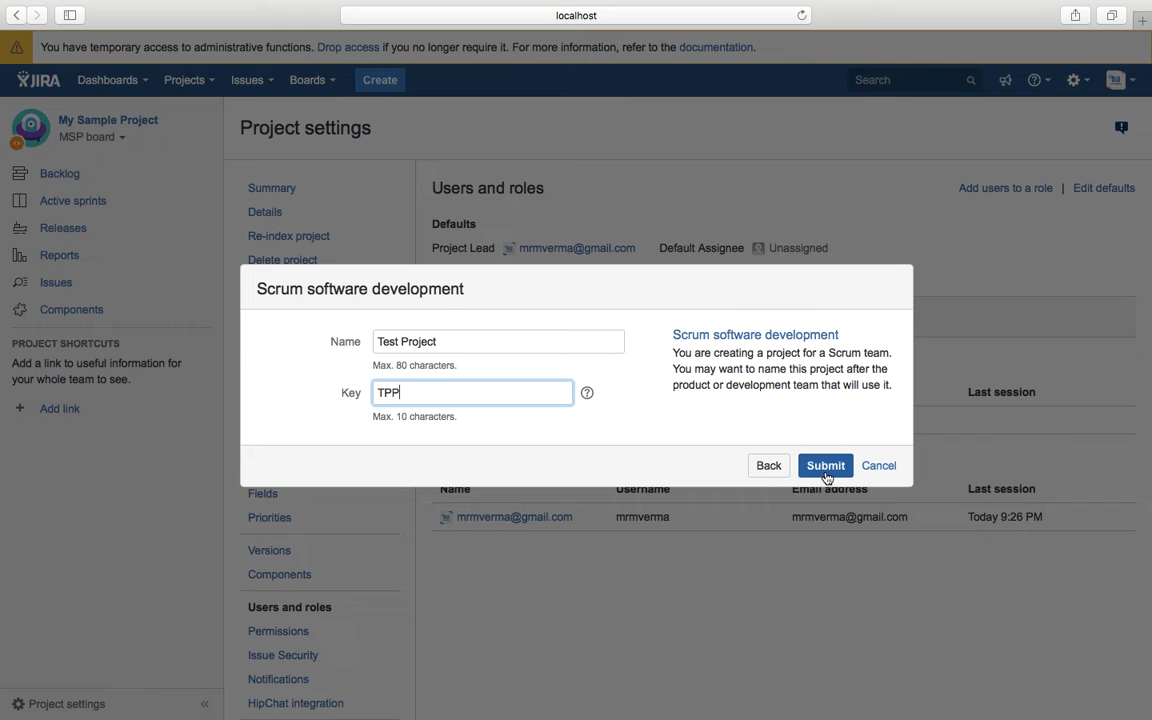 localhost
You have temporary access to administrative functions. Drop access if you no longer require it. For more information, refer to the documentation.
JIRA Dashboards Projects Issues Boards Create Search
My Sample Project
MSP board
Backlog
Active sprints
Releases
Reports
Issues
Components
PROJECT SHORTCUTS
Add a link to useful information for
your whole team to see.
+ Add link
Project settings
Project settings
Summary
Details
Re-index project
Delete project
Fields
Priorities
Versions
Components
Users and roles
Permissions
Issue Security
Notifications
HipChat integration
Users and roles
Add users to a role | Edit defaults
Defaults
Project Lead mrmverma@gmail.com Default Assignee Unassigned
Last session
Scrum software development
Name Test Project
Max. 80 characters.
Key TPP
Max. 10 characters.
Scrum software development
You are creating a project for a Scrum team.
You may want to name this project after the
product or development team that will use it.
Back Submit Cancel
Name Username Email address Last session
mrmverma@gmail.com mrmverma mrmverma@gmail.com Today 9:26 PM